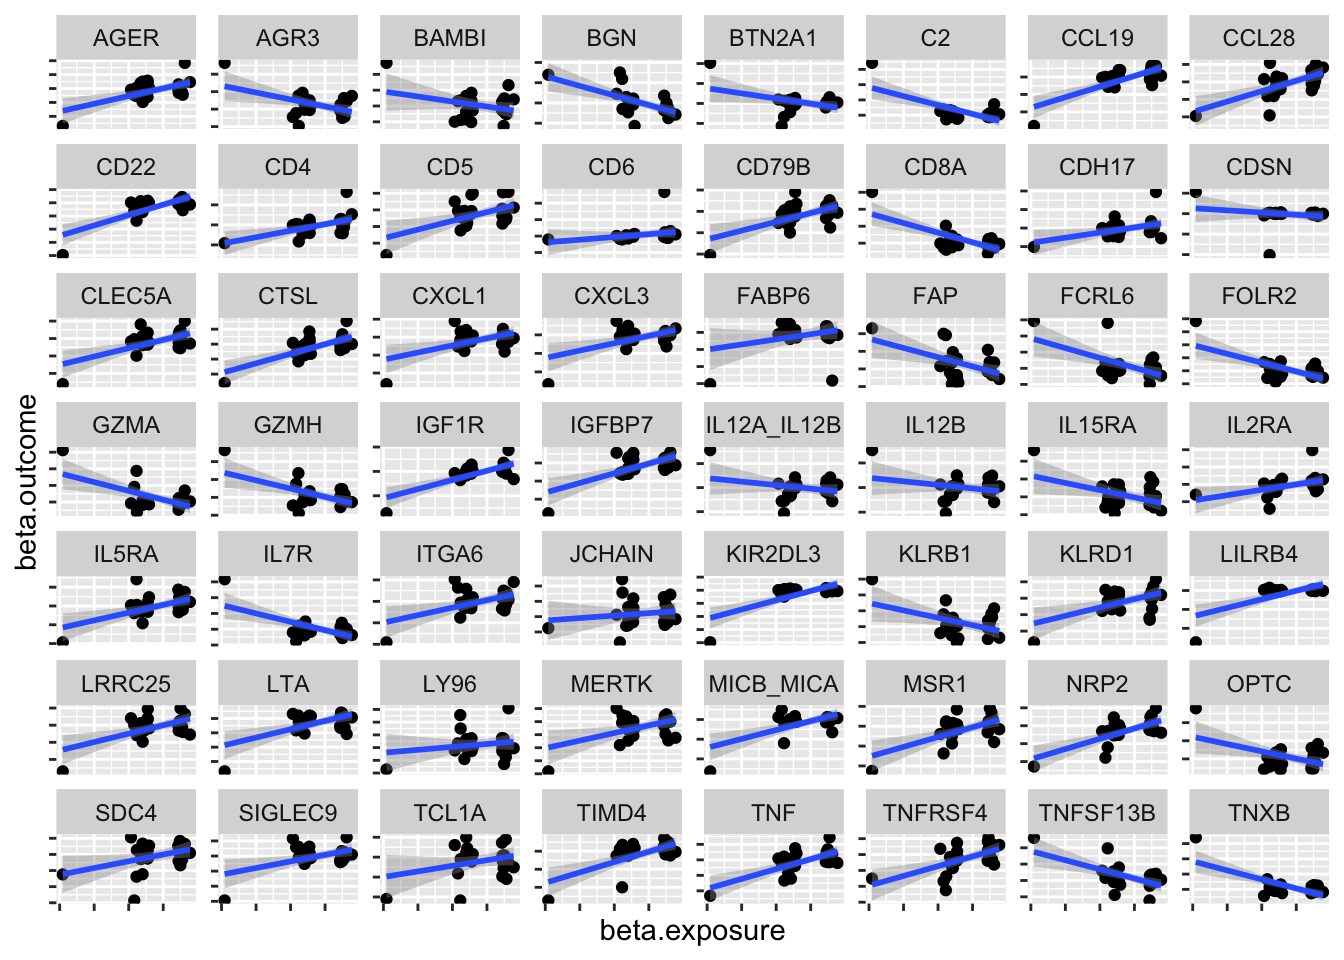 AGER AGR3 BAMBI BGN BTN2A1 C2 CCL19 CCL28
CD22 CD4 CD5 CD6 CD79B CD8A CDH17 CDSN
CLEC5A CTSL CXCL1 CXCL3 FABP6 FAP FCRL6 FOLR2
GZMA GZMH IGF1R IGFBP7 IL12A_IL12B IL12B IL15RA IL2RA
IL5RA IL7R ITGA6 JCHAIN KIR2DL3 KLRB1 KLRD1 LILRB4
LRRC25 LTA LY96 MERTK MICB_MICA MSR1 NRP2 OPTC
SDC4 SIGLEC9 TCL1A TIMD4 TNF TNFRSF4 TNFSF13B TNXB
beta.outcome
beta.exposure